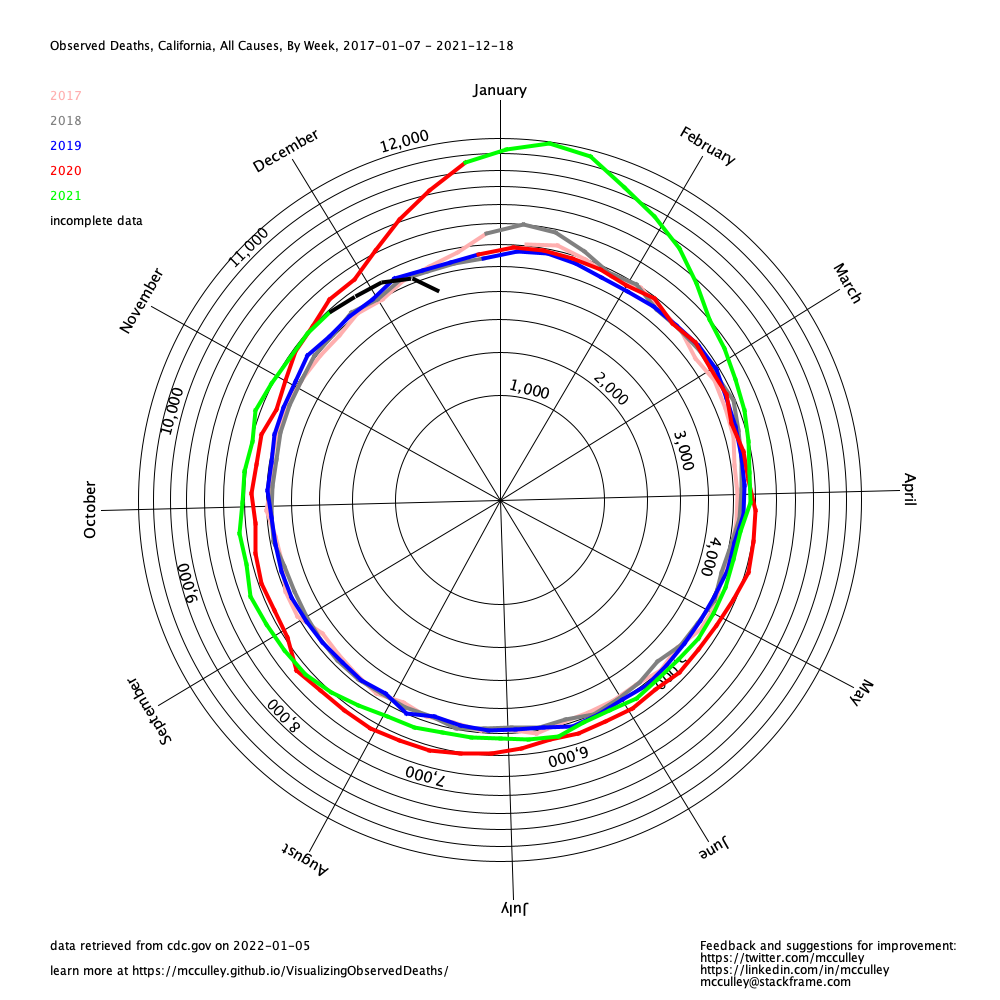 Observed Deaths, California, All Causes, By Week, 2017-01-07 - 2021-12-18
2017
2018
2019
2020
2021
incomplete data
January
February
March
April
May
June
July
August
September
October
November
December
1,000
2,000
3,000
4,000
5,000
6,000
7,000
8,000
9,000
10,000
11,000
12,000
data retrieved from cdc.gov on 2022-01-05
learn more at https://mcculley.github.io/VisualizingObservedDeaths/
Feedback and suggestions for improvement:
https://twitter.com/mcculley
https://linkedin.com/in/mcculley
mcculley@stackframe.com